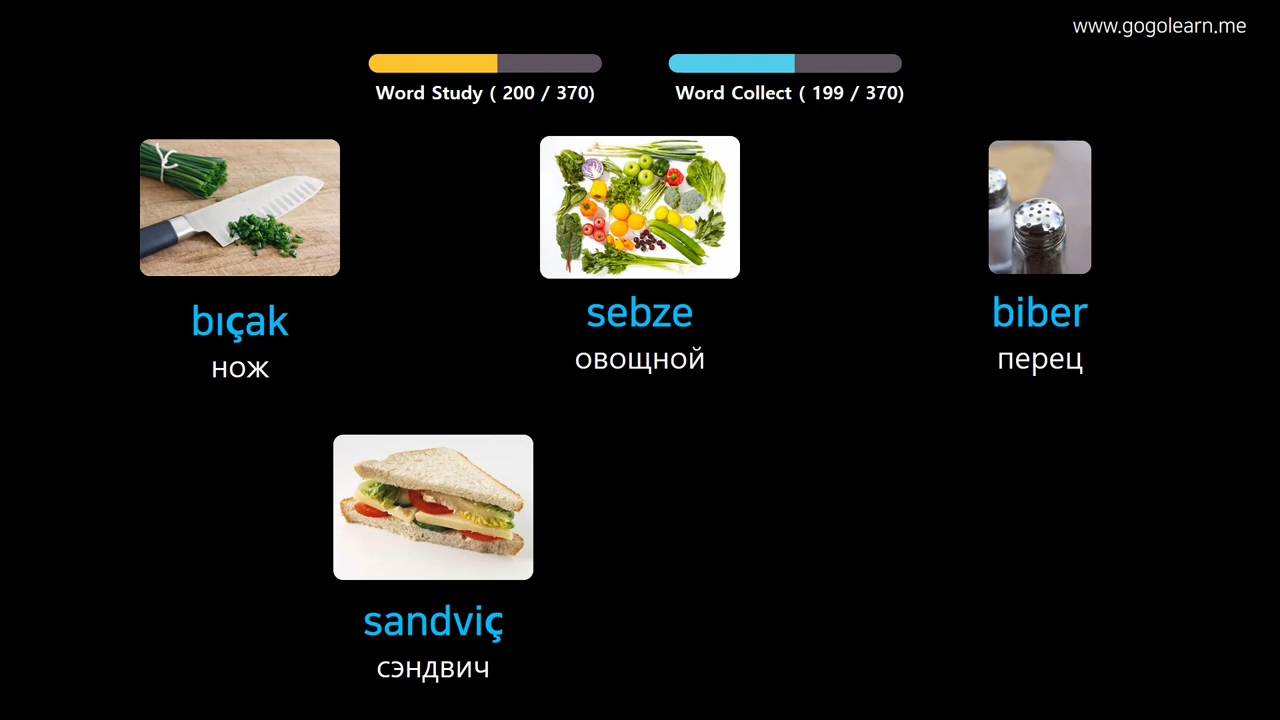 www.gogolearn.me
Word Study ( 200 / 370)
Word Collect ( 199 / 370)
bıçak
нож
sebze
овощной
biber
перец
sandviç
сэндвич